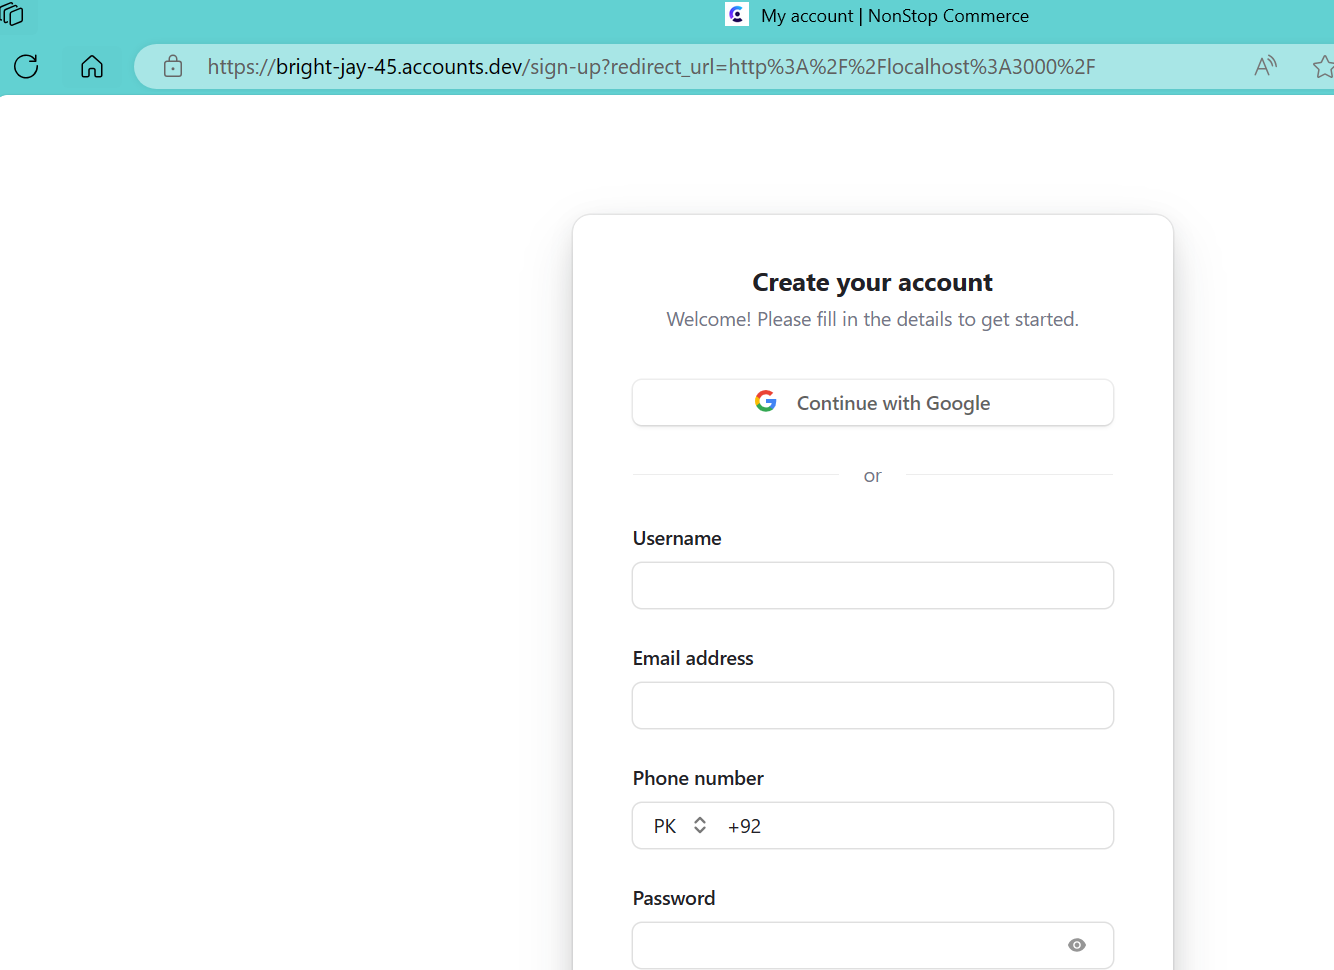 My account | NonStop Commerce
https://bright-jay-45.accounts.dev/sign-up?redirect_url=http%3A%2F%2Flocalhost%3A3000%2F
Create your account
Welcome! Please fill in the details to get started.
Continue with Google
or
Username
Email address
Phone number
PK +92
Password